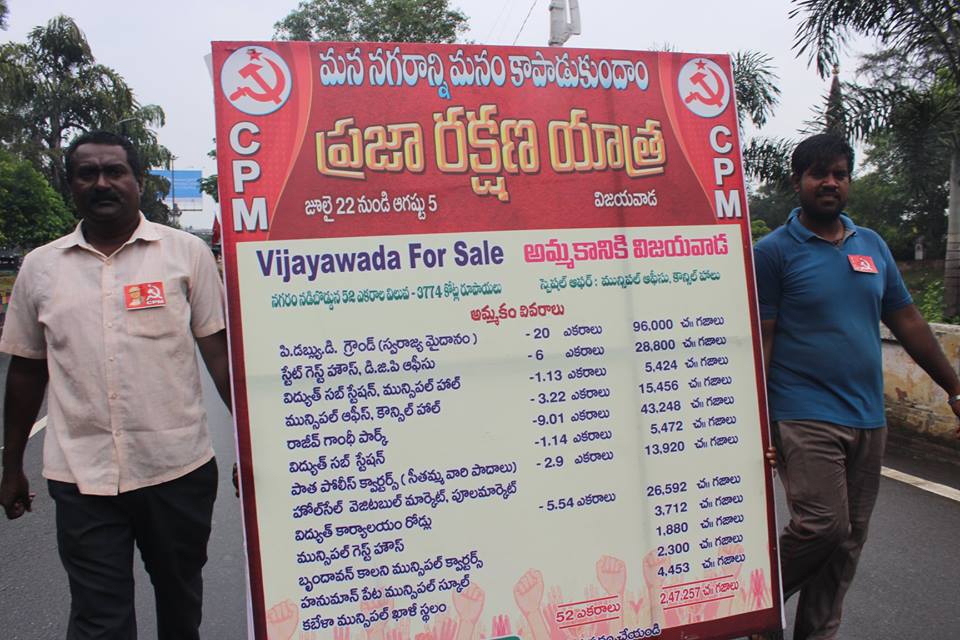 మన నగరాన్ని మనం కాపాడుకుందాం
ప్రజా రక్షణ యాత్ర
జూలై 22 నుండి ఆగష్టు 5 విజయవాడ
CPM
CPM
Vijayawada For Sale అమ్మకానికి విజయవాడ
నగరం నడిబొడ్డున 52 ఎకరాల విలువ - 3774 కోట్ల రూపాయలు
స్పెషల్ ఆఫర్ : మున్సిపల్ ఆఫీసు, కౌన్సిల్ హాలు
అమ్మకం వివరాలు
పి.డబ్ల్యు.డి. గ్రౌండ్ (స్వరాజ్య మైదానం) - 20 ఎకరాలు 96.000 చ॥ గజాలు
స్టేట్ గెస్ట్ హౌస్, డి.జి.పి ఆఫీసు - 6 ఎకరాలు 28,800 చ॥ గజాలు
విద్యుత్ సబ్ స్టేషన్, మున్సిపల్ హాల్ -1.13 ఎకరాలు 5,424 చ॥ గజాలు
మున్సిపల్ ఆఫీస్, కౌన్సిల్ హాల్ - 3.22 ఎకరాలు 15,456 చ॥ గజాలు
రాజీవ్ గాంధీ పార్క్ -9.01 ఎకరాలు 43,248 చ॥ గజాలు
విద్యుత్ సబ్ స్టేషన్ -1.14 ఎకరాలు 5,472 చ॥ గజాలు
పాత పోలీస్ క్వార్టర్స్ ( సీతమ్మ వారి పాదాలు) - 2.9 ఎకరాలు 13,920 చ॥ గజాలు
హోల్‌సేల్ వెజిటబుల్ మార్కెట్, పూలమార్కెట్ - 5.54 ఎకరాలు 26,592 చ॥ గజాలు
విద్యుత్ కార్యాలయం రోడ్లు 3,712 చ॥ గజాలు
మున్సిపల్ గెస్ట్ హౌస్ 1,880 చ॥ గజాలు
బృందావన్ కాలని మున్సిపల్ క్వార్టర్స్ 2,300 చ॥ గజాలు
హనుమాన్ పేట మున్సిపల్ స్కూల్ 4,453 చ॥ గజాలు
కబేళా మున్సిపల్ ఖాళీ స్థలం
52 ఎకరాలు 2,47,257 చ॥ గజాలు
CPM